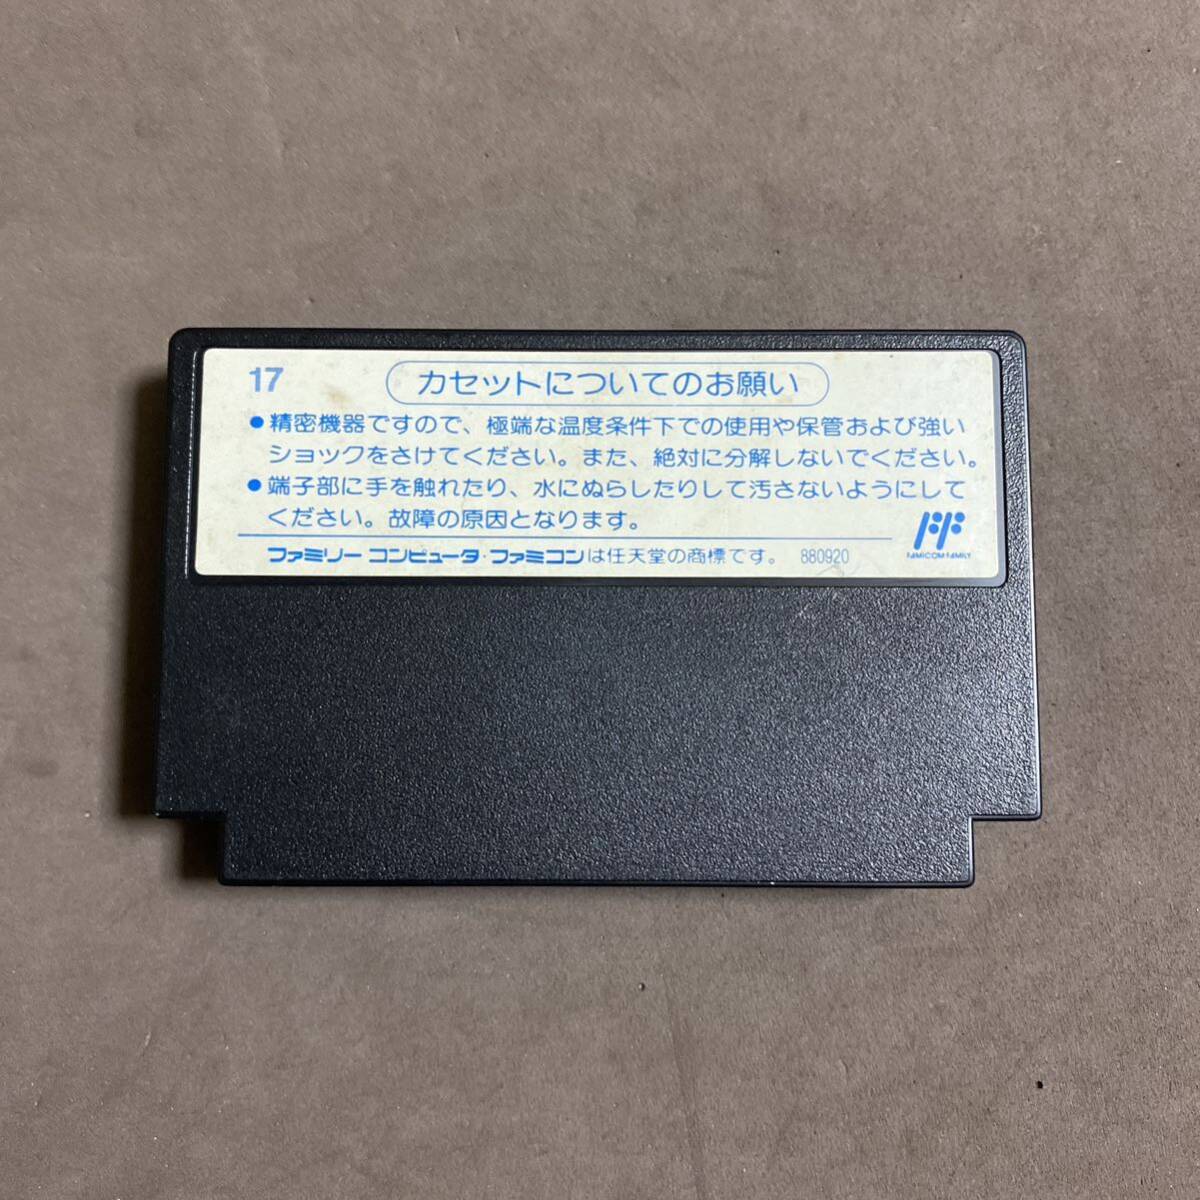 17
カセットについてのお願い
●精密機器ですので、極端な温度条件下での使用や保管および強い
ショックをさけてください。また、絶対に分解しないでください。
●端子部に手を触れたり、水にぬらしたりして汚さないようにして
ください。故障の原因となります。
FAMICOM FAMILY
ファミリー コンピュータ・ファミコンは任天堂の商標です。 880920